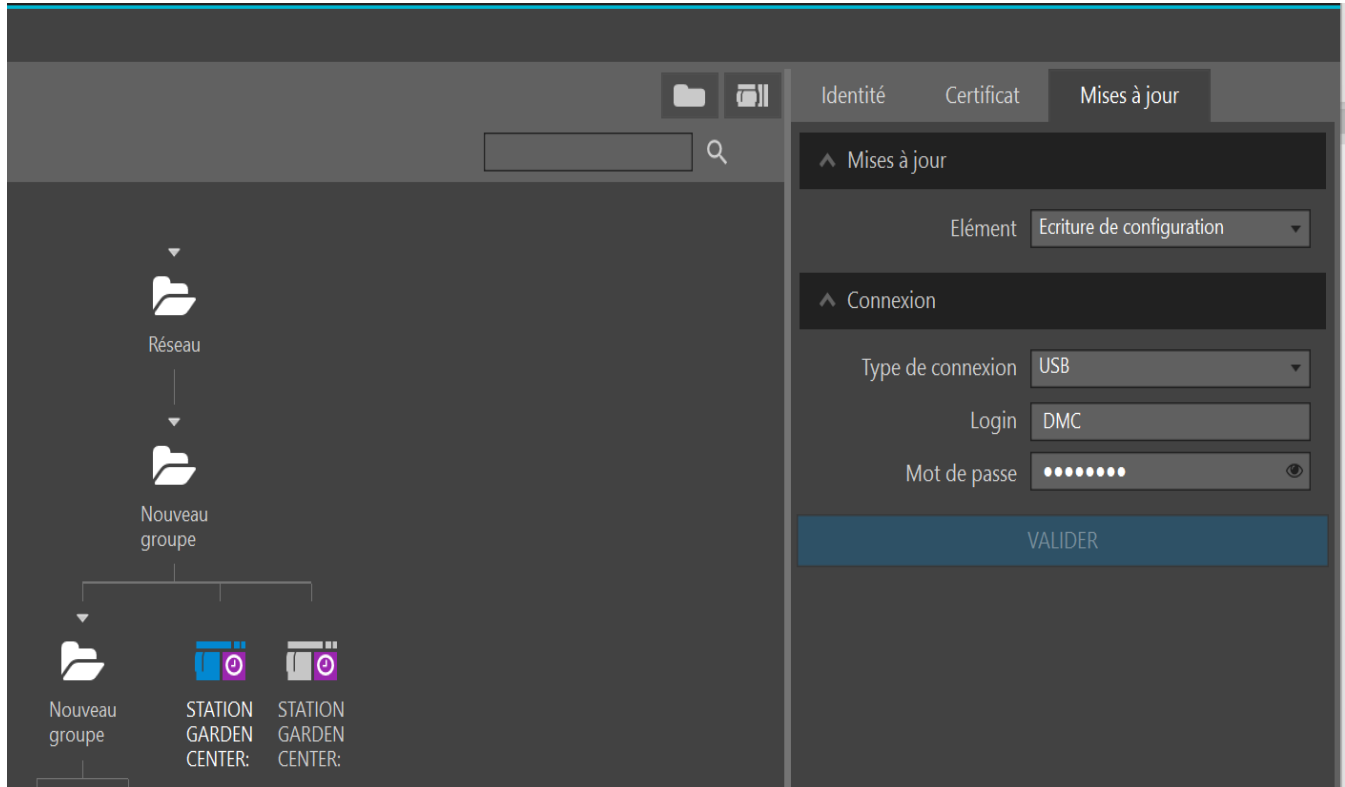 Identité Certificat Mises à jour
Mises à jour
Elément Ecriture de configuration
Connexion
Type de connexion USB
Login DMC
Mot de passe ••••••••
VALIDER
Réseau
Nouveau
groupe
Nouveau
groupe
STATION
GARDEN
CENTER:
STATION
GARDEN
CENTER: